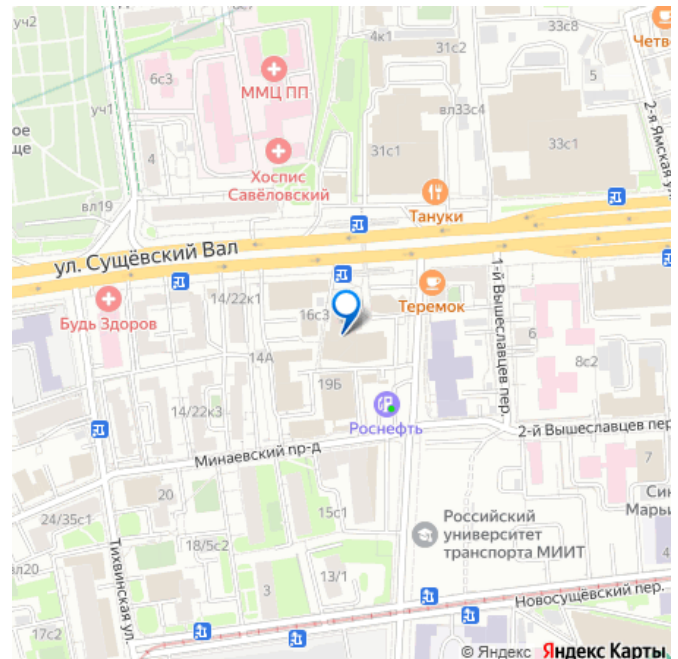 уч2
4к1
31с2
33с8
Четв
6с3
ММЦ ПП
5
уч1
вл33с4
2-я Ямская ул.
ое
ще
4
31с1
33с1
Хоспис
Савёловский
вл19
Тануки
ул. Сущёвский Вал
Будь Здоров
14/22к1
16с3
Теремок
1-й Вышеславцев пер.
6
14А
8с2
19Б
14/22к3
Роснефть
2-й Вышеславцев пер
Минаевский пр-д
7
20
Син
Марьи
24/35с1
15с1
Российский
университет
транспорта МИИТ
18/5с2
4
вл20
Тихвинская ул.
3
13/1
Новосущёвский пер.
17с2
© Яндекс Яндекс Карты